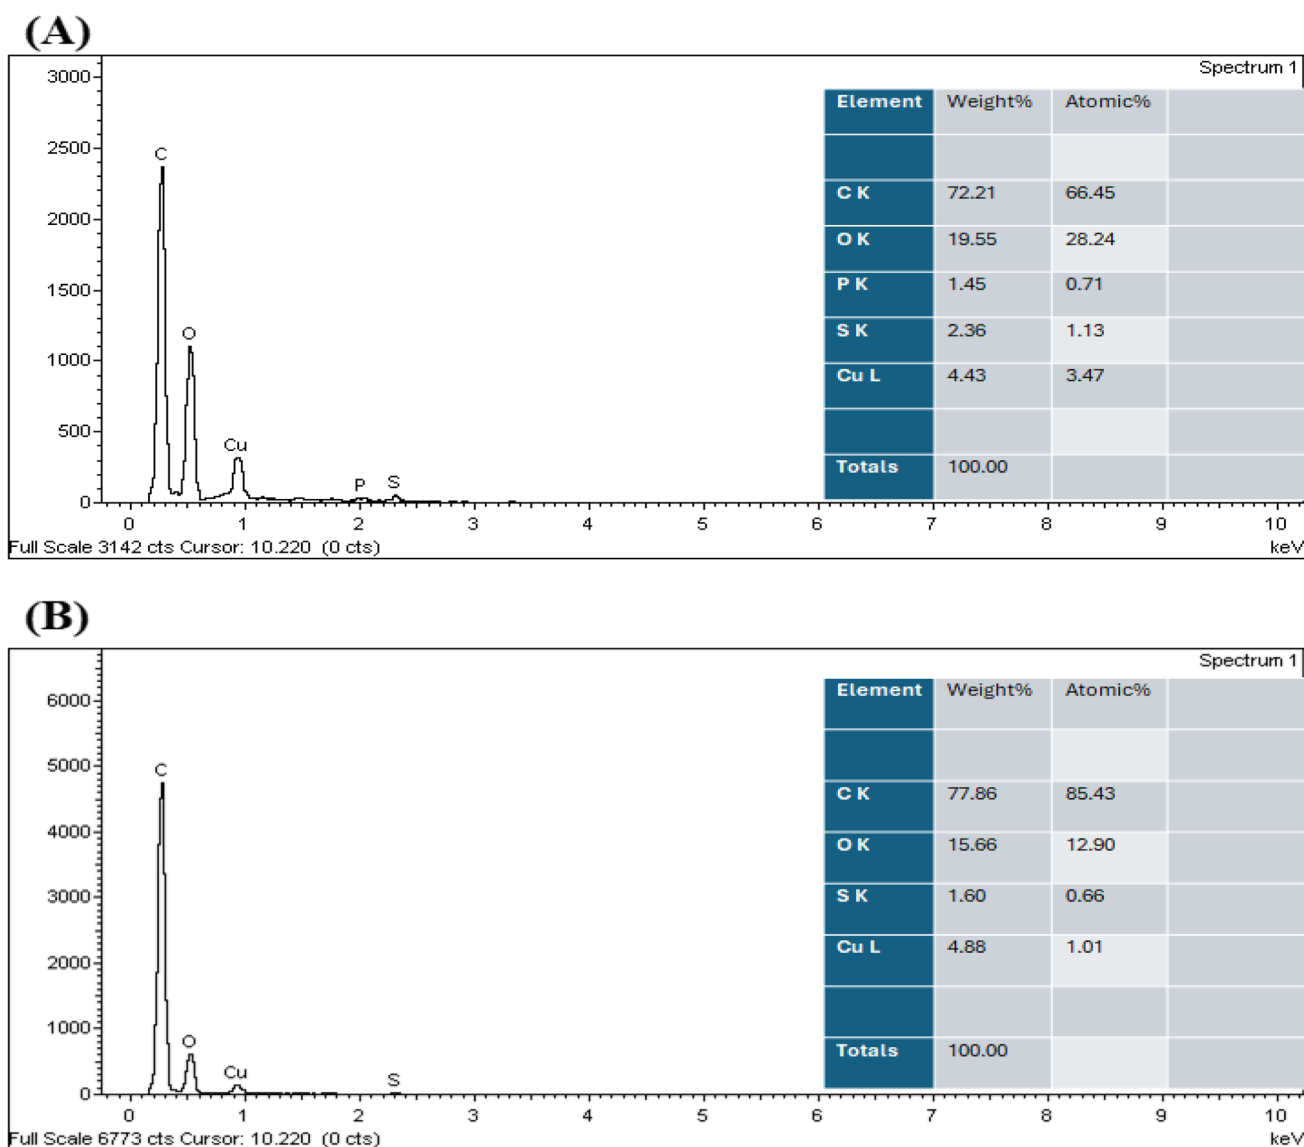 (A)
Spectrum 1
3000
2500
2000
1500
1000
500
0
C
O
Cu
P
S
0 1 2 3 4 5 6 7 8 9 10
Full Scale 3142 cts Cursor: 10.220 (0 cts)
keV
Element Weight% Atomic%
C K 72.21 66.45
O K 19.55 28.24
P K 1.45 0.71
S K 2.36 1.13
Cu L 4.43 3.47
Totals 100.00
(B)
Spectrum 1
6000
5000
4000
3000
2000
1000
0
C
O
Cu
S
0 1 2 3 4 5 6 7 8 9 10
Full Scale 6773 cts Cursor: 10.220 (0 cts)
keV
Element Weight% Atomic%
C K 77.86 85.43
O K 15.66 12.90
S K 1.60 0.66
Cu L 4.88 1.01
Totals 100.00